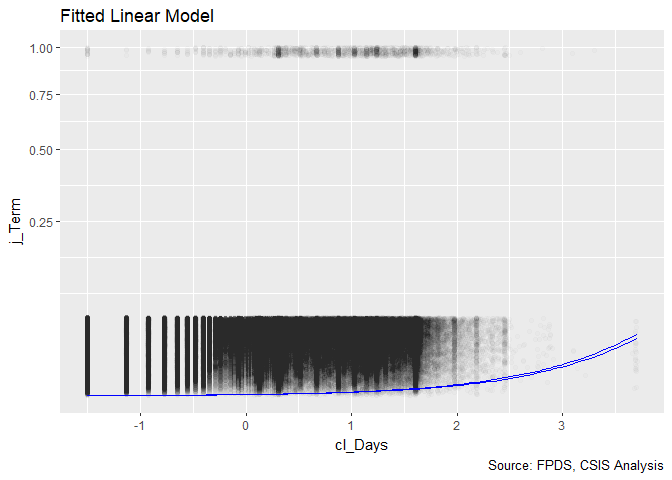 Fitted Linear Model
1.00
0.75
0.50
0.25
j_Term
-1
0
1
2
3
cl_Days
Source: FPDS, CSIS Analysis